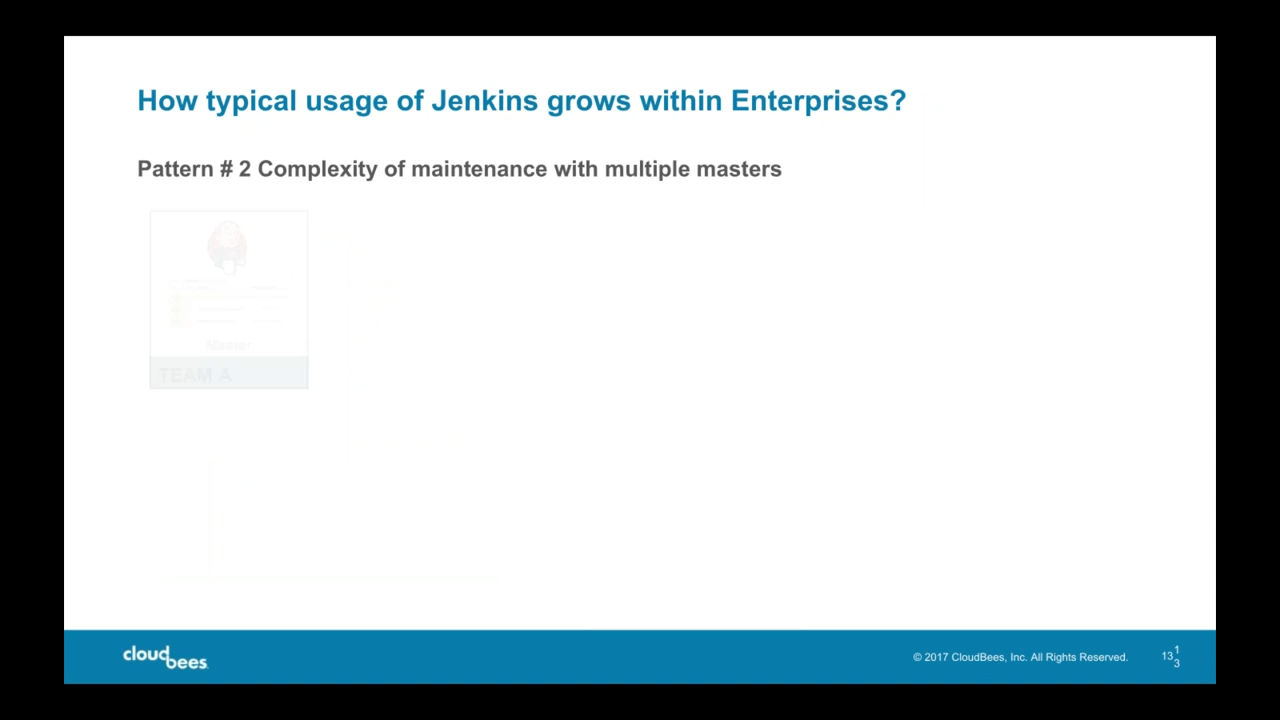 How typical usage of Jenkins grows within Enterprises?
Pattern # 2 Complexity of maintenance with multiple masters
Master
TEAM A
cloudbees
© 2017 CloudBees, Inc. All Rights Reserved.
13
13